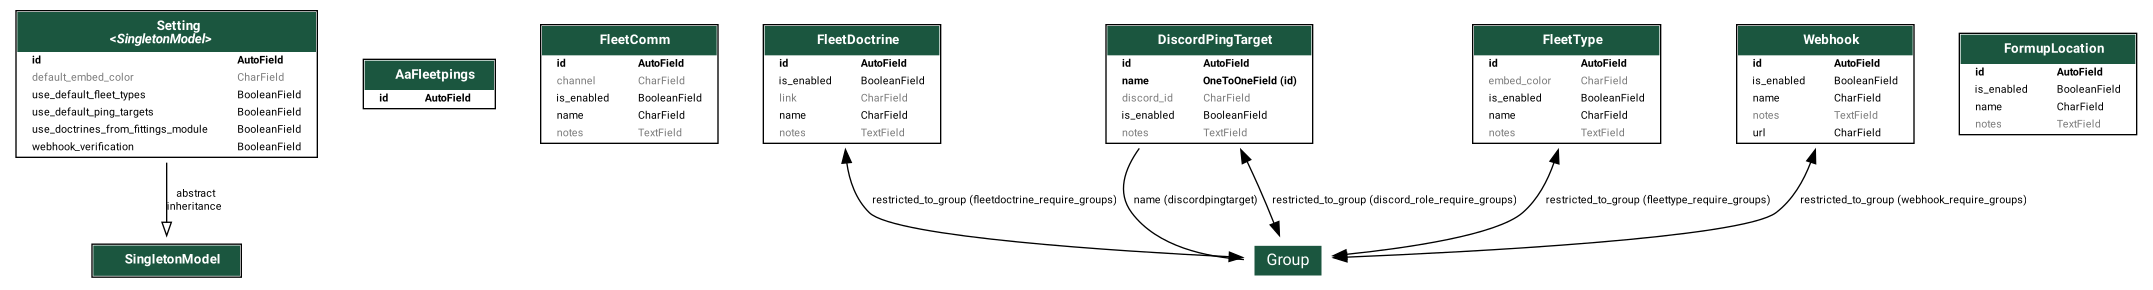 Setting
<SingletonModel>
id AutoField
default_embed_color CharField
use_default_fleet_types BooleanField
use_default_ping_targets BooleanField
use_doctrines_from_fittings_module BooleanField
webhook_verification BooleanField
AaFleetpings
id AutoField
FleetComm
id AutoField
channel CharField
is_enabled BooleanField
name CharField
notes TextField
FleetDoctrine
id AutoField
is_enabled BooleanField
link CharField
name CharField
notes TextField
DiscordPingTarget
id AutoField
name OneToOneField (id)
discord_id CharField
is_enabled BooleanField
notes TextField
FleetType
id AutoField
embed_color CharField
is_enabled BooleanField
name CharField
notes TextField
Webhook
id AutoField
is_enabled BooleanField
name CharField
notes TextField
url CharField
FormupLocation
id AutoField
is_enabled BooleanField
name CharField
notes TextField
abstract
inheritance
restricted_to_group (fleetdoctrine_require_groups)
name (discordpingtarget)
restricted_to_group (discord_role_require_groups)
restricted_to_group (fleettype_require_groups)
restricted_to_group (webhook_require_groups)
SingletonModel
Group